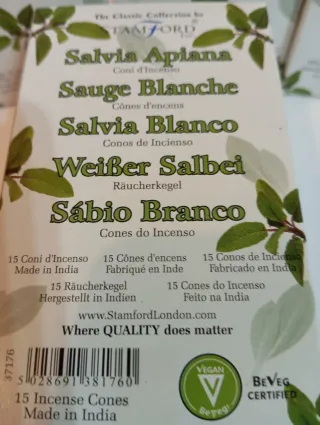 The Classic Collection by
STAMFORD
Salvia Apiana
Coni d'Incenso
Sauge Blanche
Cônes d'encens
Salvia Blanco
Conos de Incienso
Weißer Salbei
Räucherkegel
Sábio Branco
Cones do Incenso
15 Coni d'Incenso 15 Cônes d'encens 15 Conos de Incienso
Made in India Fabriqué en Inde Fabricado en India
15 Räucherkegel 15 Cones do Incenso
Hergestellt in Indien Feito na India
www.StamfordLondon.com
Where QUALITY does matter
37176
5 028691 381760
15 Incense Cones
Made in India
VEGAN
V
BeVeg
BEVEG
CERTIFIED